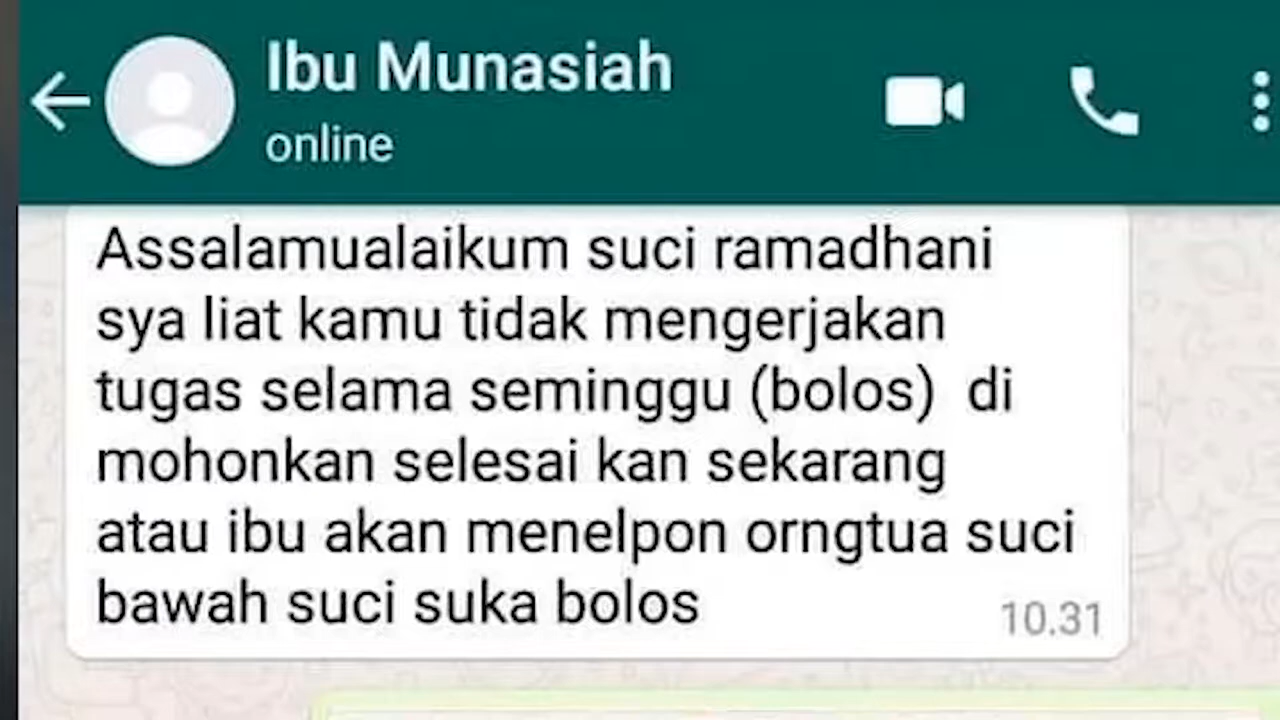 Ibu Munasiah
online
Assalamualaikum suci ramadhani
sya liat kamu tidak mengerjakan
tugas selama seminggu (bolos) di
mohonkan selesai kan sekarang
atau ibu akan menelpon orngtua suci
bawah suci suka bolos
10.31